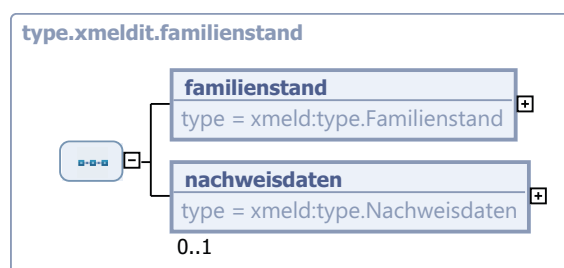 type.xmeldit.familienstand
familienstand
type = xmeld:type.Familienstand
nachweisdaten
type = xmeld:type.Nachweisdaten
0..1